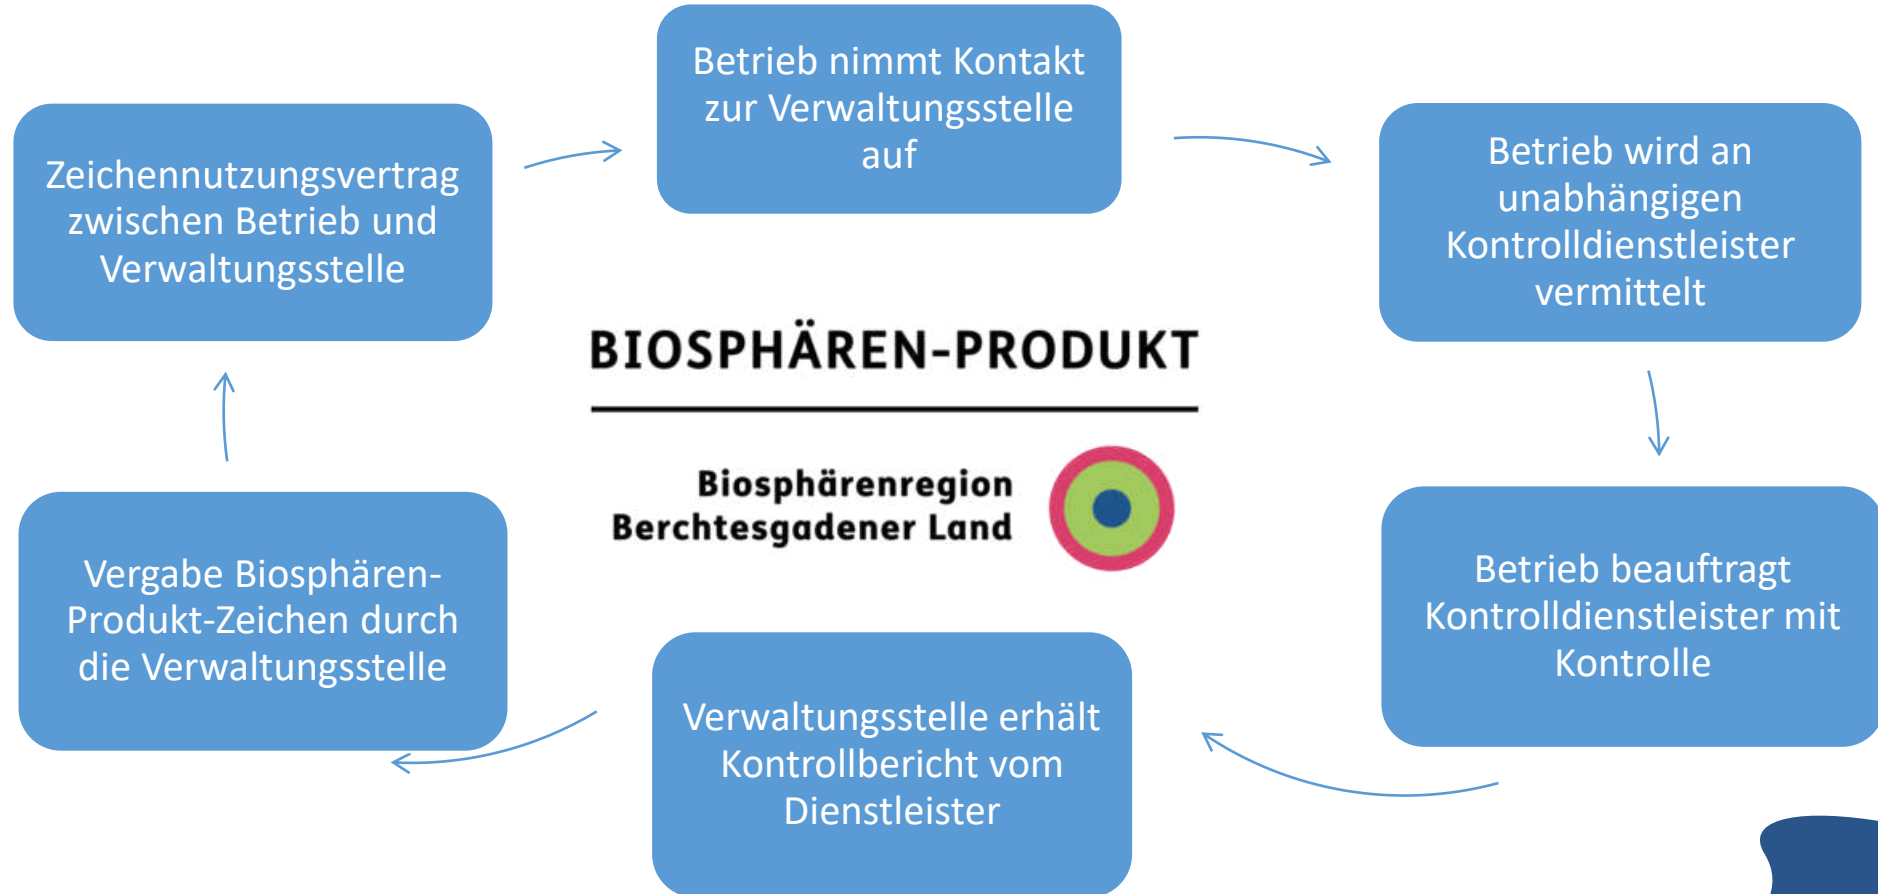 Betrieb nimmt Kontakt
zur Verwaltungsstelle
auf
Betrieb wird an
unabhängigen
Kontrolldienstleister
vermittelt
Betrieb beauftragt
Kontrolldienstleister mit
Kontrolle
Verwaltungsstelle erhält
Kontrollbericht vom
Dienstleister
Vergabe Biosphären-
Produkt-Zeichen durch
die Verwaltungsstelle
Zeichennutzungsvertrag
zwischen Betrieb und
Verwaltungsstelle
BIOSPHÄREN-PRODUKT
Biosphärenregion
Berchtesgadener Land